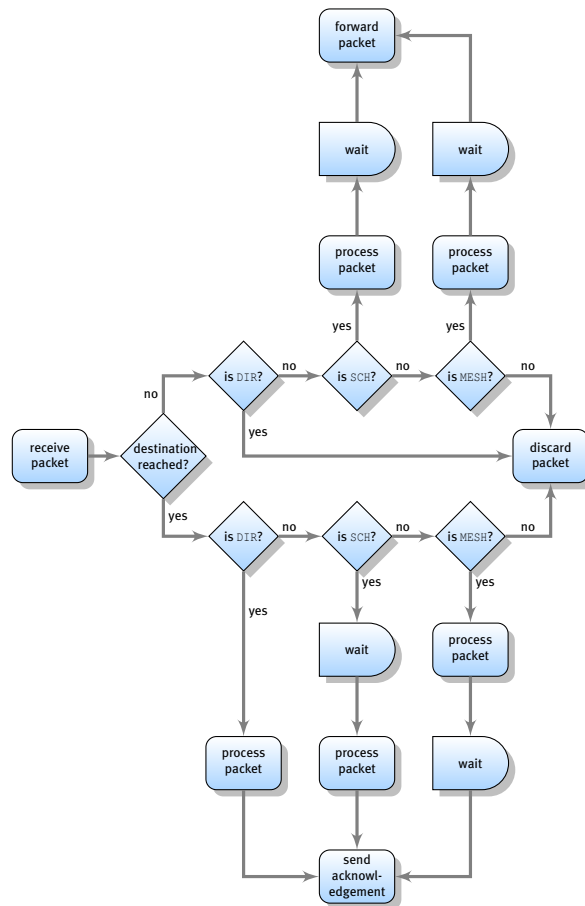 forward
packet
wait
wait
process
packet
process
packet
yes
yes
is DIR?
no
is SCH?
no
is MESH?
no
no
yes
receive
packet
destination
reached?
discard
packet
yes
is DIR?
no
is SCH?
no
is MESH?
no
yes
yes
yes
wait
process
packet
process
packet
process
packet
wait
send
acknowl-
edgement